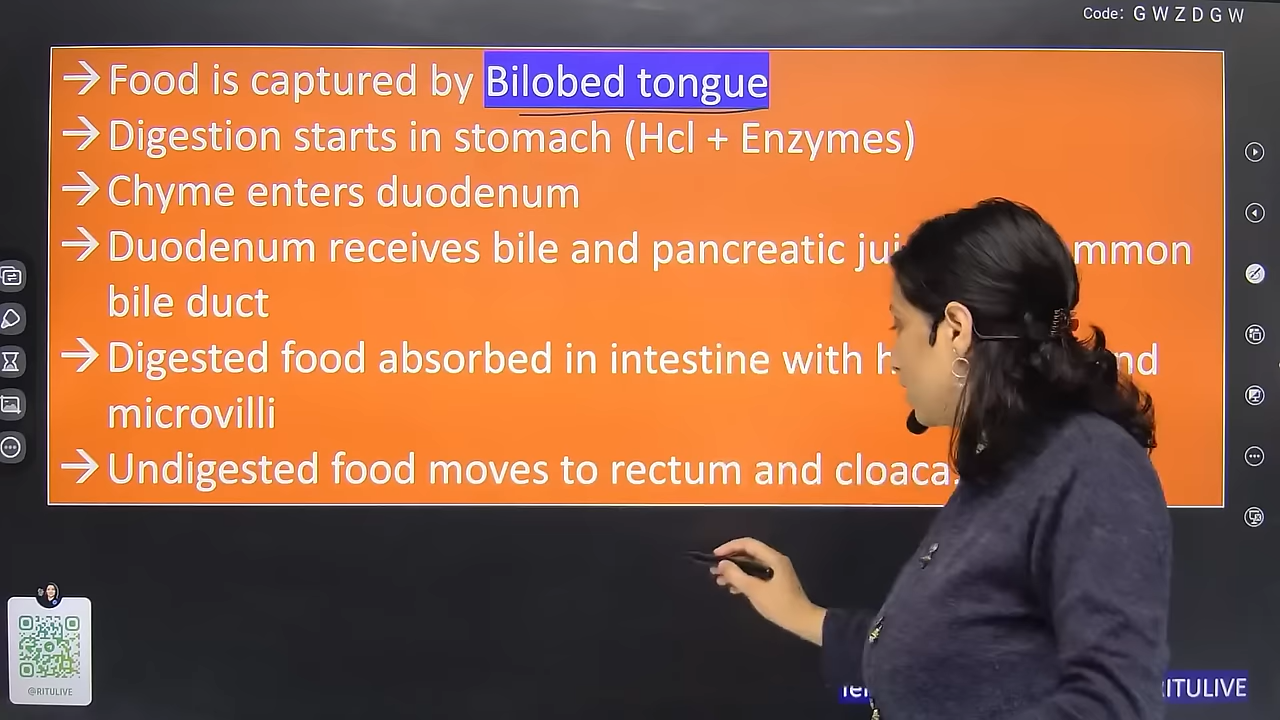 Code: G W Z D G W
→ Food is captured by Bilobed tongue
→ Digestion starts in stomach (Hcl + Enzymes)
→ Chyme enters duodenum
→ Duodenum receives bile and pancreatic
bile duct
→ Digested food absorbed in intestine with
microvilli
→ Undigested food moves to rectum and cloaca.
@RITULIVE
RITULIVE